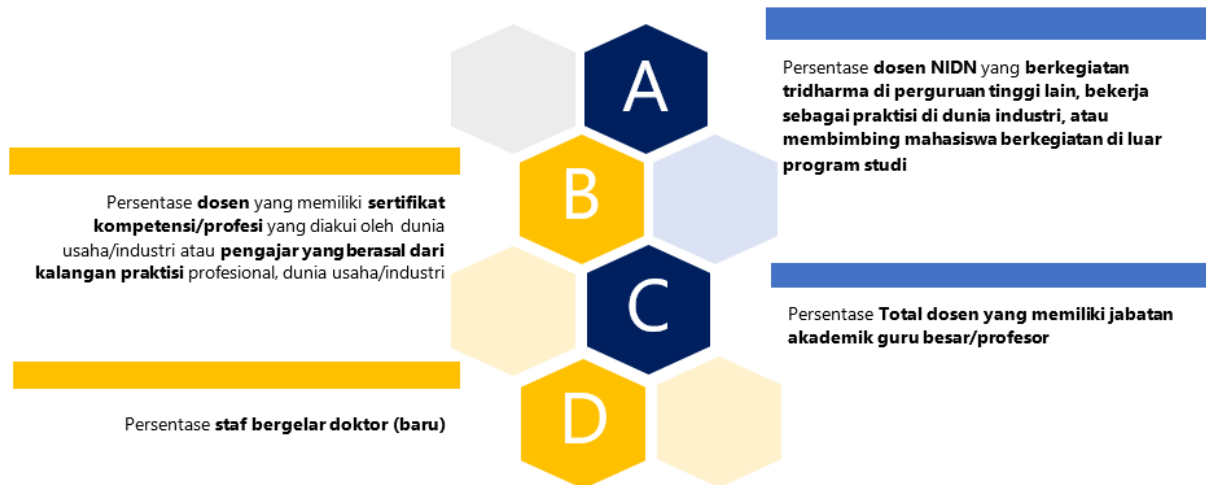 A
Persentase dosen NIDN yang berkegiatan
tridharma di perguruan tinggi lain, bekerja
sebagai praktisi di dunia industri, atau
membimbing mahasiswa berkegiatan di luar
program studi
B
Persentase dosen yang memiliki sertifikat
kompetensi/profesi yang diakui oleh dunia
usaha/industri atau pengajar yang berasal dari
kalangan praktisi profesional, dunia usaha/industri
C
Persentase Total dosen yang memiliki jabatan
akademik guru besar/profesor
D
Persentase staf bergelar doktor (baru)